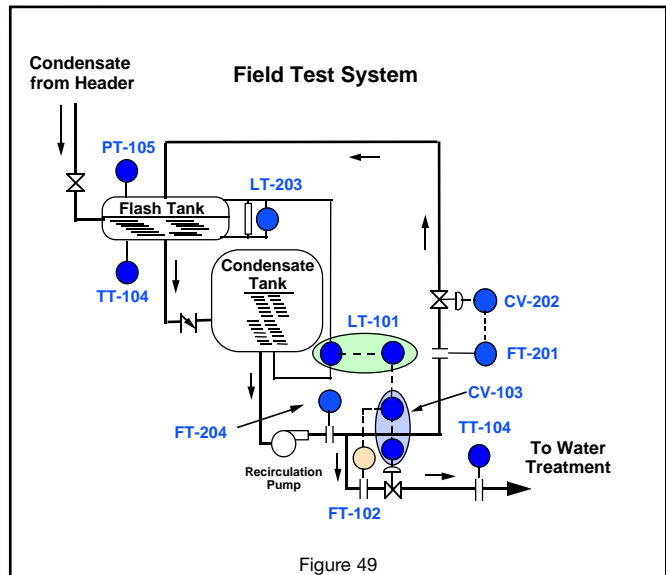 Condensate
from Header
Field Test System
PT-105
LT-203
Flash Tank
TT-104
Condensate
Tank
LT-101
CV-202
FT-201
CV-103
FT-204
TT-104
To Water
Treatment
Recirculation
Pump
FT-102
Figure 49